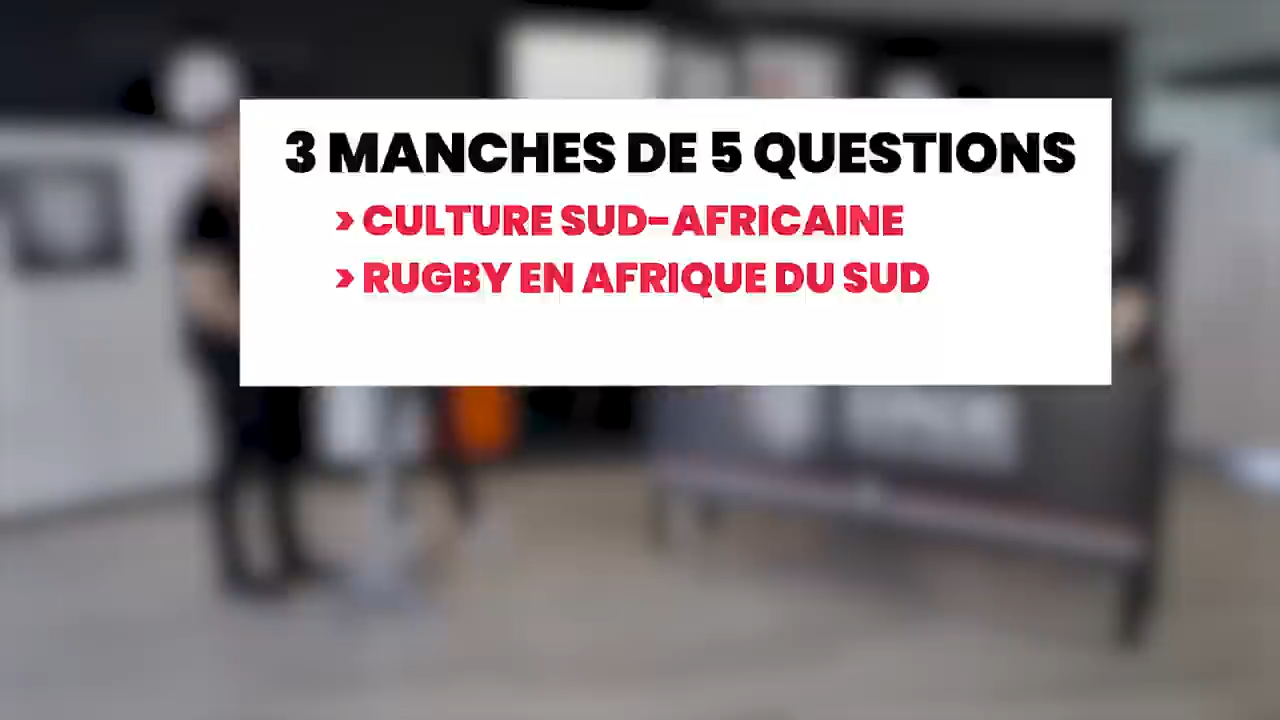 3 MANCHES DE 5 QUESTIONS
> CULTURE SUD-AFRICAINE
> RUGBY EN AFRIQUE DU SUD